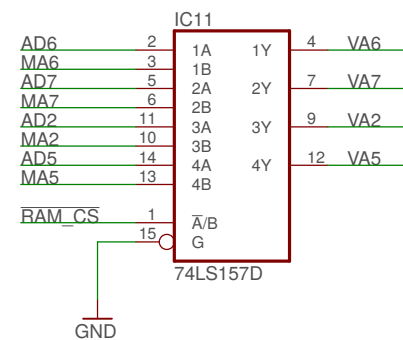 IC11
AD6 2 1A 1Y 4 VA6
MA6 3 1B
AD7 5 2A 2Y 7 VA7
MA7 6 2B
AD2 11 3A 3Y 9 VA2
MA2 10 3B
AD5 14 4A 4Y 12 VA5
MA5 13 4B
R̅A̅M̅_̅C̅S̅ 1 A̅/B
15 G
74LS157D
GND